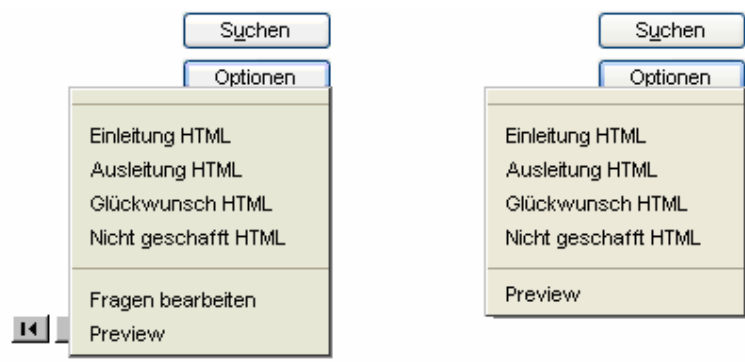 Suchen
Optionen
Einleitung HTML
Ausleitung HTML
Glückwunsch HTML
Nicht geschafft HTML
Fragen bearbeiten
Preview
Suchen
Optionen
Einleitung HTML
Ausleitung HTML
Glückwunsch HTML
Nicht geschafft HTML
Preview